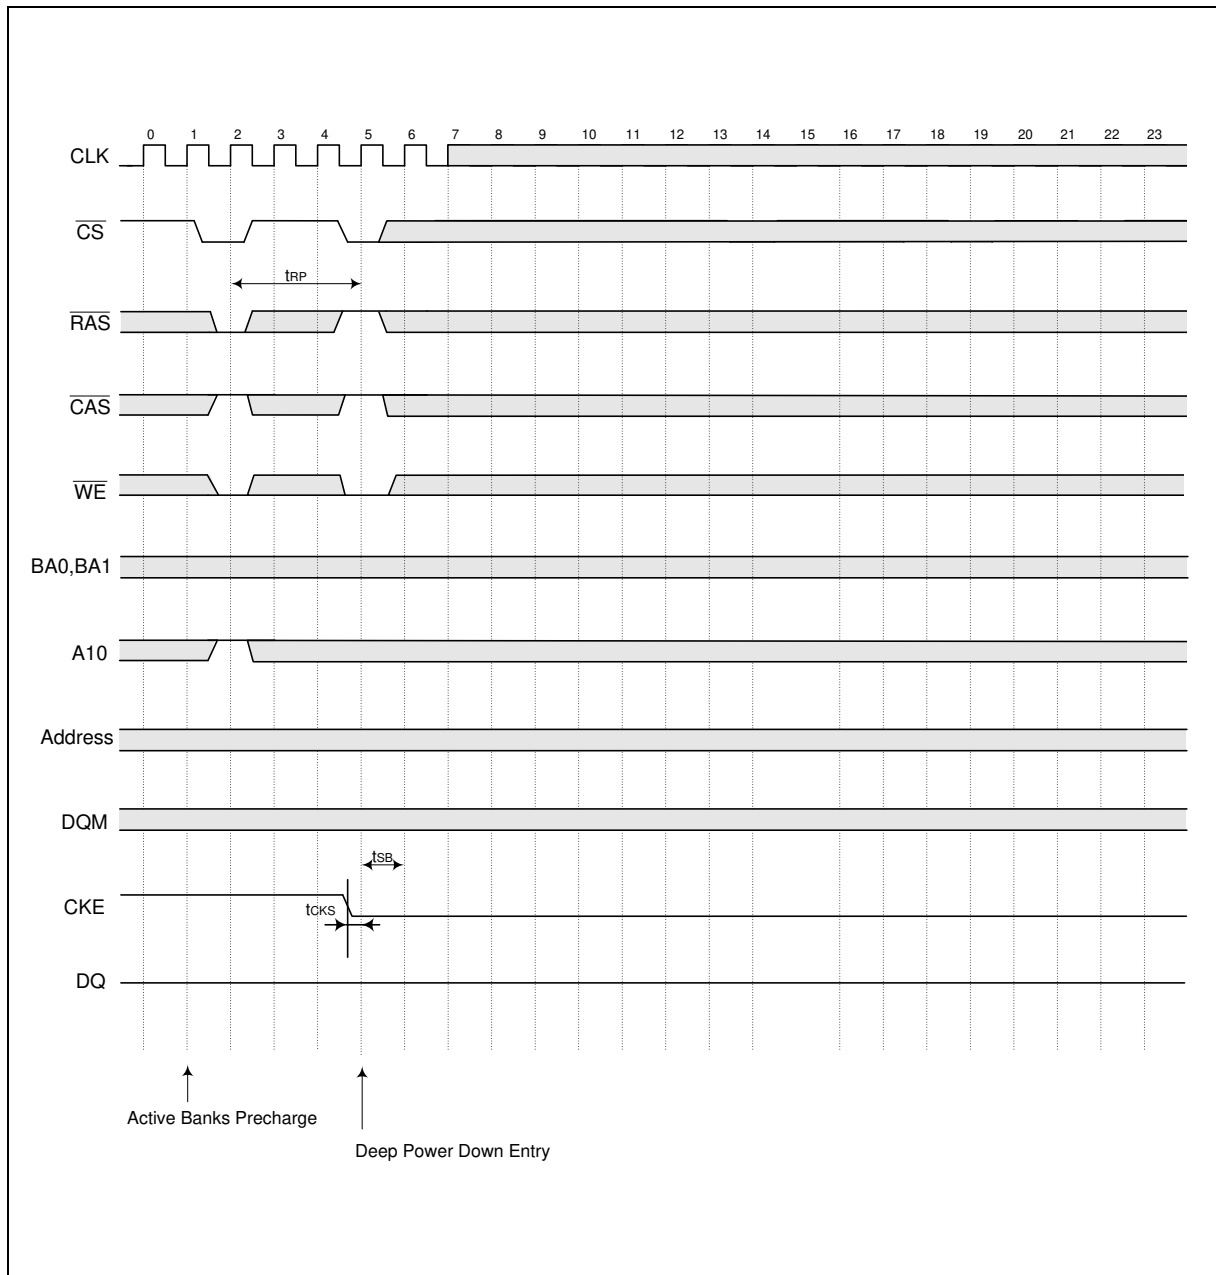 0 1 2 3 4 5 6 7 8 9 10 11 12 13 14 15 16 17 18 19 20 21 22 23
CLK
CS
tRP
RAS
CAS
WE
BA0,BA1
A10
Address
DQM
tSB
CKE
tCKS
DQ
Active Banks Precharge
Deep Power Down Entry